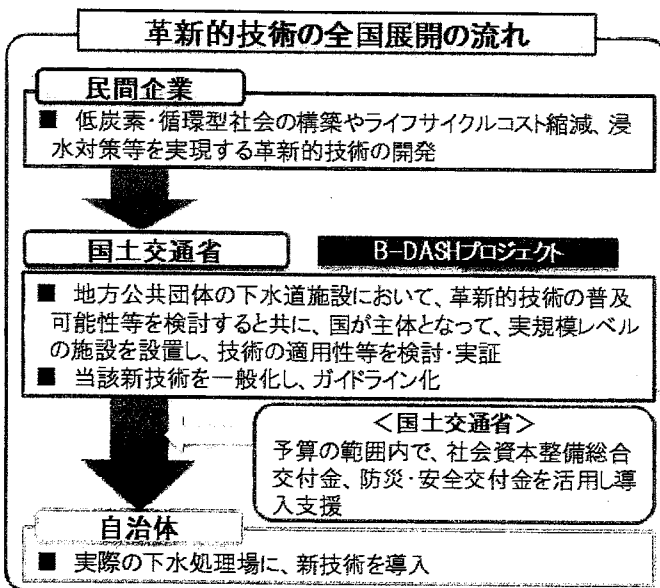 革新的技術の全国展開の流れ
民間企業
■ 低炭素・循環型社会の構築やライフサイクルコスト縮減、浸
水対策等を実現する革新的技術の開発
国土交通省
B-DASHプロジェクト
■ 地方公共団体の下水道施設において、革新的技術の普及
可能性等を検討すると共に、国が主体となって、実規模レベル
の施設を設置し、技術の適用性等を検討・実証
■ 当該新技術を一般化し、ガイドライン化
＜国土交通省＞
予算の範囲内で、社会資本整備総合
交付金、防災・安全交付金を活用し導
入支援
自治体
■ 実際の下水処理場に、新技術を導入